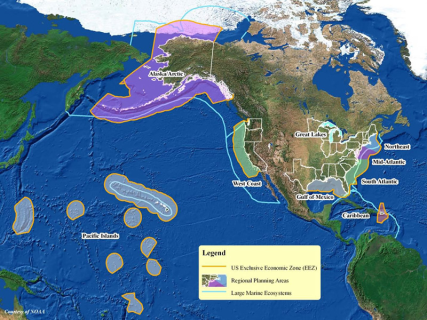 Alaska/Arctic
Great Lakes
Northeast
Mid-Atlantic
West Coast
South Atlantic
Gulf of Mexico
Caribbean
Pacific Islands
Legend
US Exclusive Economic Zone (EEZ)
Regional Planning Areas
Large Marine Ecosystems
Courtesy of NOAA